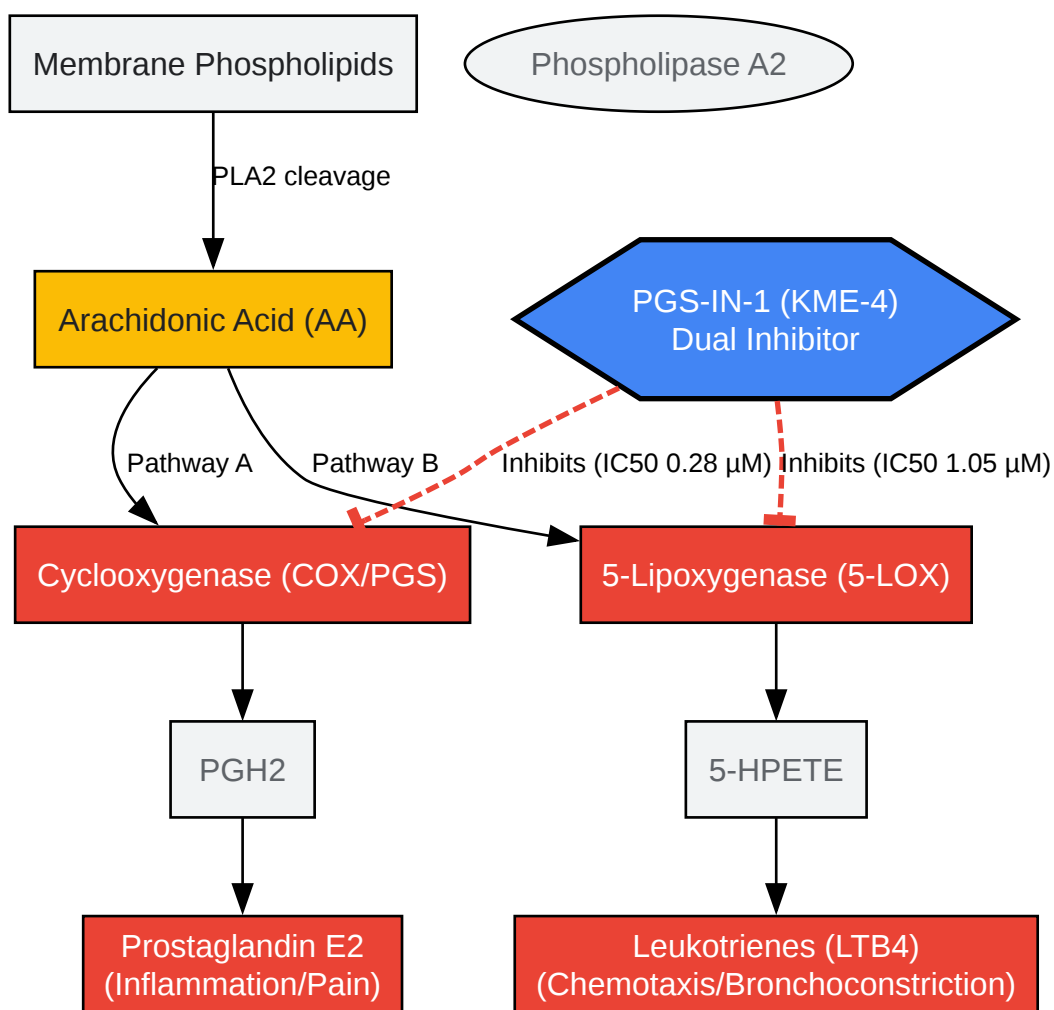 Membrane Phospholipids
Phospholipase A2
PLA2 cleavage
Arachidonic Acid (AA)
PGS-IN-1 (KME-4)
Dual Inhibitor
Pathway A
Pathway B
Inhibits (IC50 0.28 µM)
Inhibits (IC50 1.05 µM)
Cyclooxygenase (COX/PGS)
5-Lipoxygenase (5-LOX)
PGH2
5-HPETE
Prostaglandin E2
(Inflammation/Pain)
Leukotrienes (LTB4)
(Chemotaxis/Bronchoconstriction)